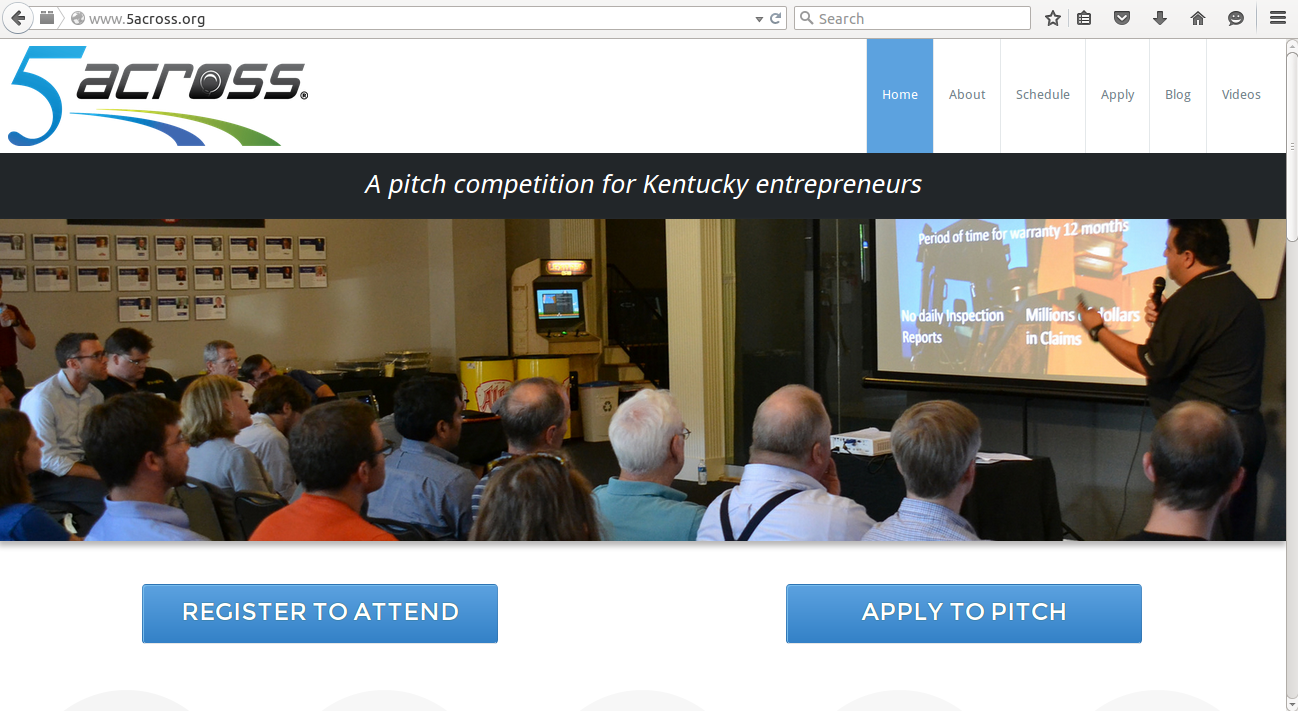 www.5across.org
Search
5across®
Home
About
Schedule
Apply
Blog
Videos
A pitch competition for Kentucky entrepreneurs
Period of time for warranty 12 months
No daily Inspection
Reports
Millions of dollars
in Claims
REGISTER TO ATTEND
APPLY TO PITCH